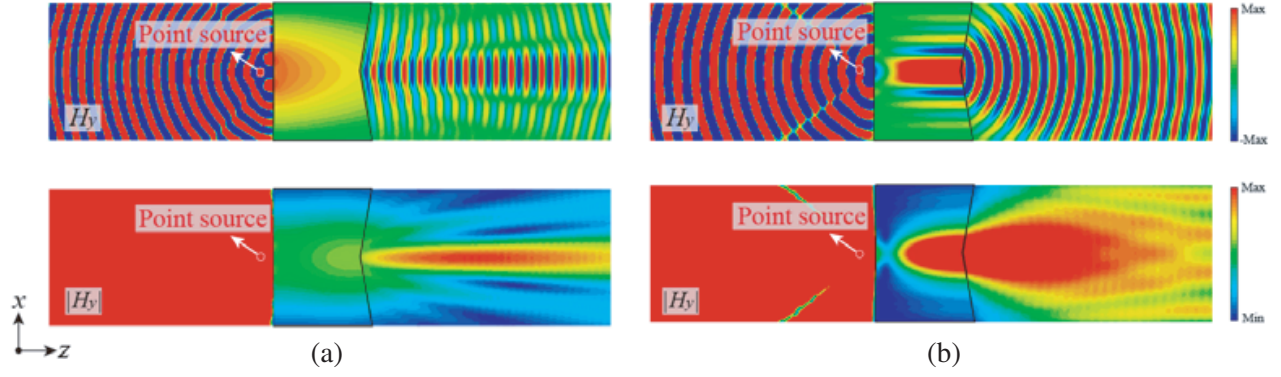 Point source
Hy
Point source
Hy
Max
-Max
Point source
|Hy|
Point source
|Hy|
Max
Min
x
z
(a)
(b)